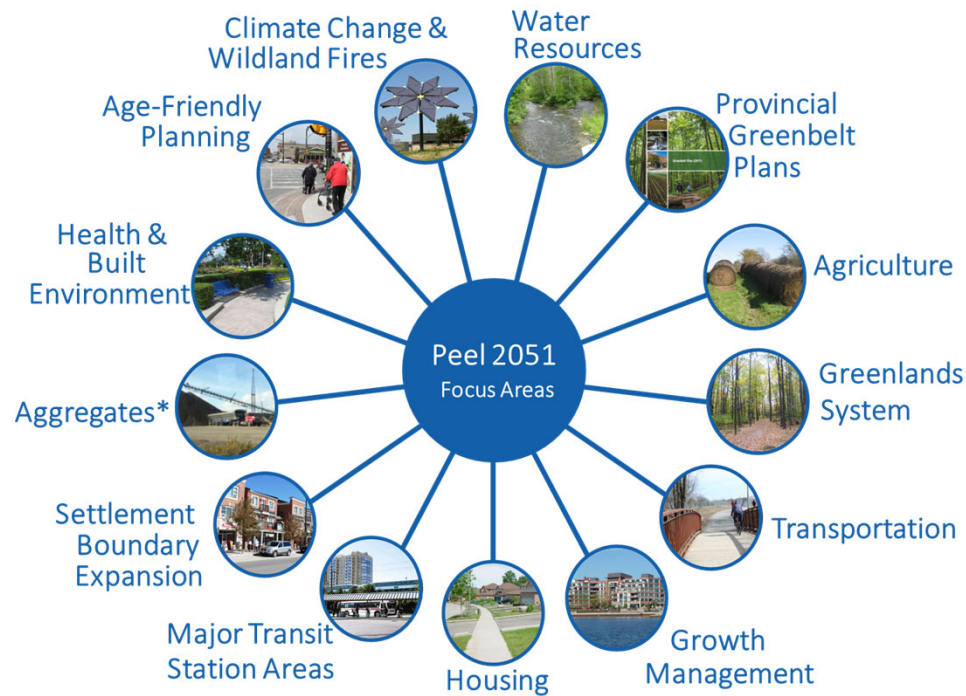 Climate Change &
Wildland Fires
Water
Resources
Age-Friendly
Planning
Provincial
Greenbelt
Plans
Health &
Built
Environment
Agriculture
Peel 2051
Focus Areas
Greenlands
System
Aggregates*
Settlement
Boundary
Expansion
Transportation
Major Transit
Station Areas
Housing
Growth
Management